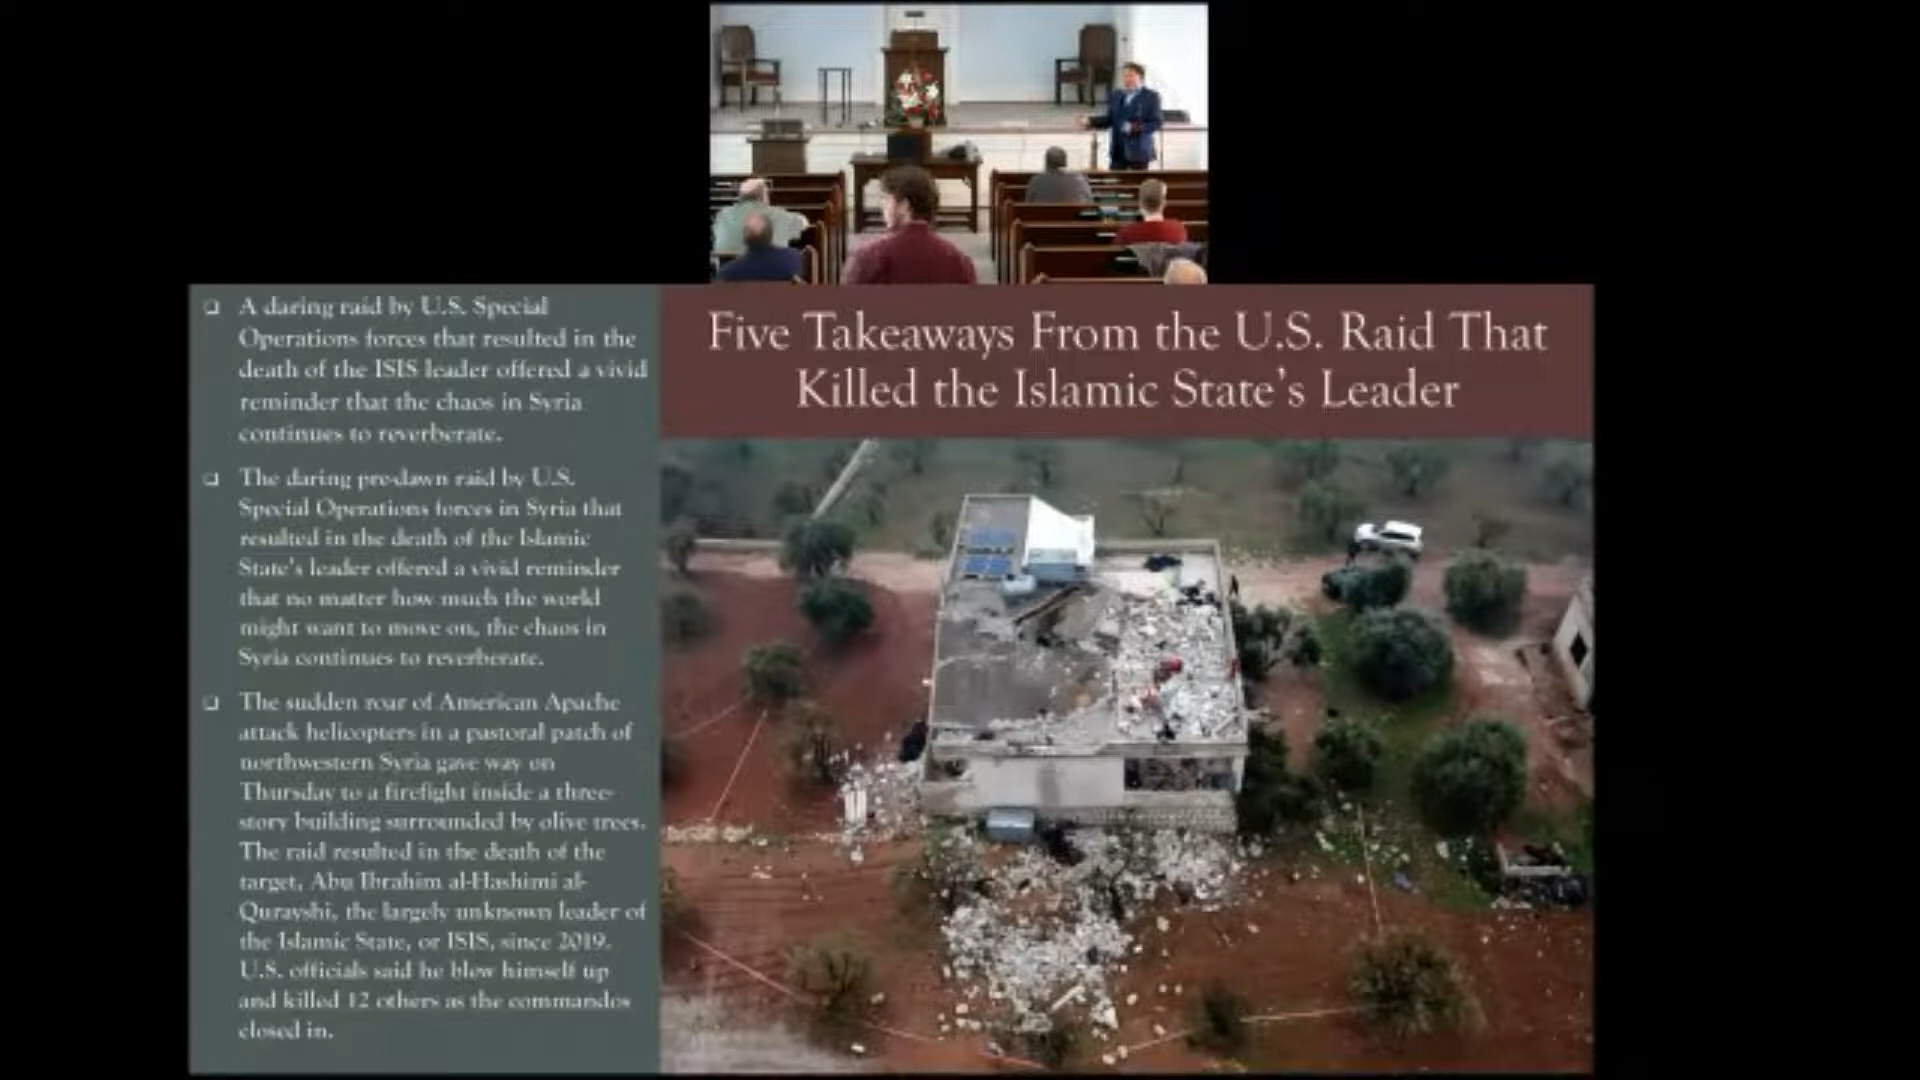 A daring raid by U.S. Special
Operations forces that resulted in the
death of the ISIS leader offered a vivid
reminder that the chaos in Syria
continues to reverberate.
The daring pre-dawn raid by U.S.
Special Operations forces in Syria that
resulted in the death of the Islamic
State's leader offered a vivid reminder
that no matter how much the world
might want to move on, the chaos in
Syria continues to reverberate.
The sudden roar of American Apache
attack helicopters in a pastoral patch of
northwestern Syria gave way on
Thursday to a firefight inside a three-
story building surrounded by olive trees.
The raid resulted in the death of the
target, Abu Ibrahim al-Hashimi al-
Qurayshi, the largely unknown leader of
the Islamic State, or ISIS, since 2019.
U.S. officials said he blew himself up
and killed 12 others as the commandos
closed in.
Five Takeaways From the U.S. Raid That
Killed the Islamic State's Leader